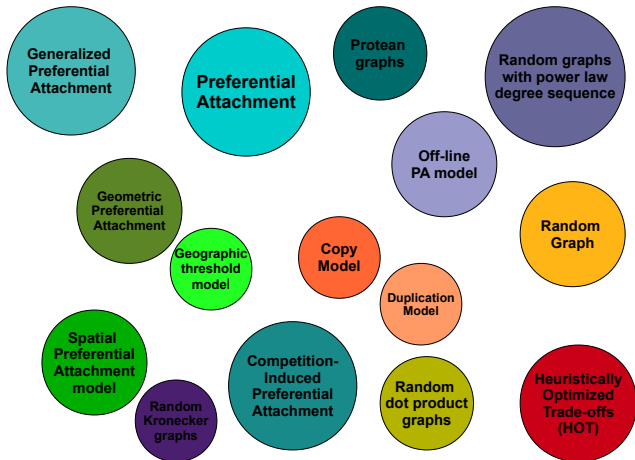 Generalized
Preferential
Attachment
Preferential
Attachment
Protean
graphs
Random graphs
with power law
degree sequence
Off-line
PA model
Geometric
Preferential
Attachment
Geographic
threshold
model
Copy
Model
Random
Graph
Duplication
Model
Spatial
Preferential
Attachment
model
Random
Kronecker
graphs
Competition-
Induced
Preferential
Attachment
Random
dot product
graphs
Heuristically
Optimized
Trade-offs
(HOT)